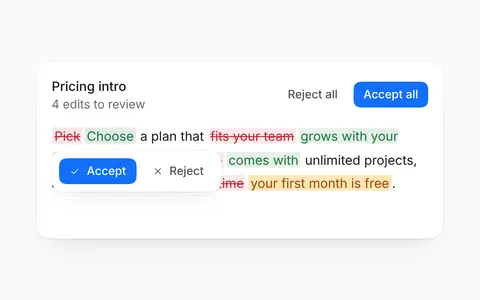 Pricing intro
4 edits to review
Reject all
Accept all
Pick Choose a plan that fits your team grows with your
comes with unlimited projects,
Accept
Reject
your first month is free.